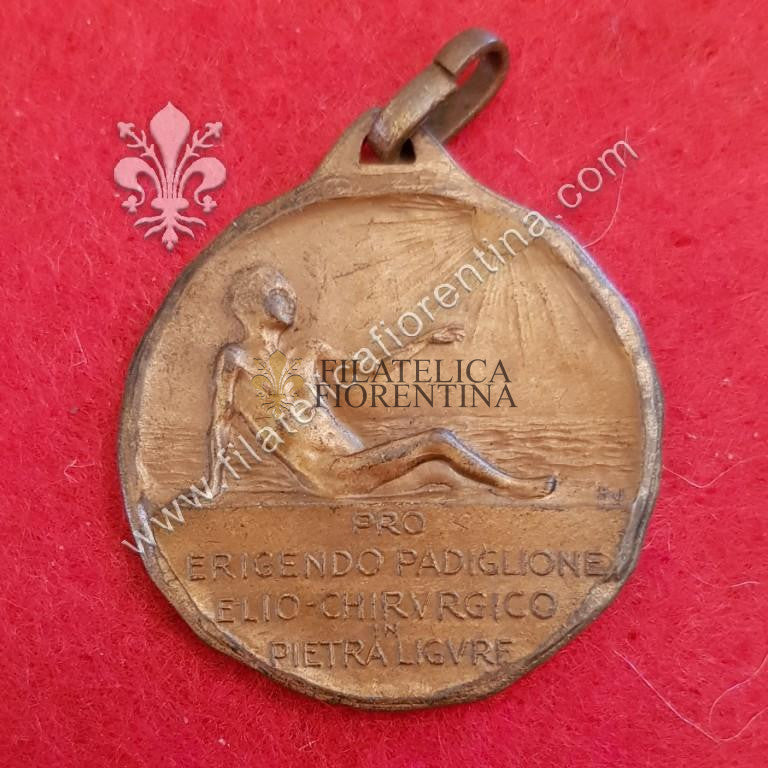 FILATELICA
FIORENTINA
www.filatelicafiorentina.com
PRO
ERIGENDO PADIGLIONE
ELIO-CHIRVRGICO
IN
PIETRA LIGVRE